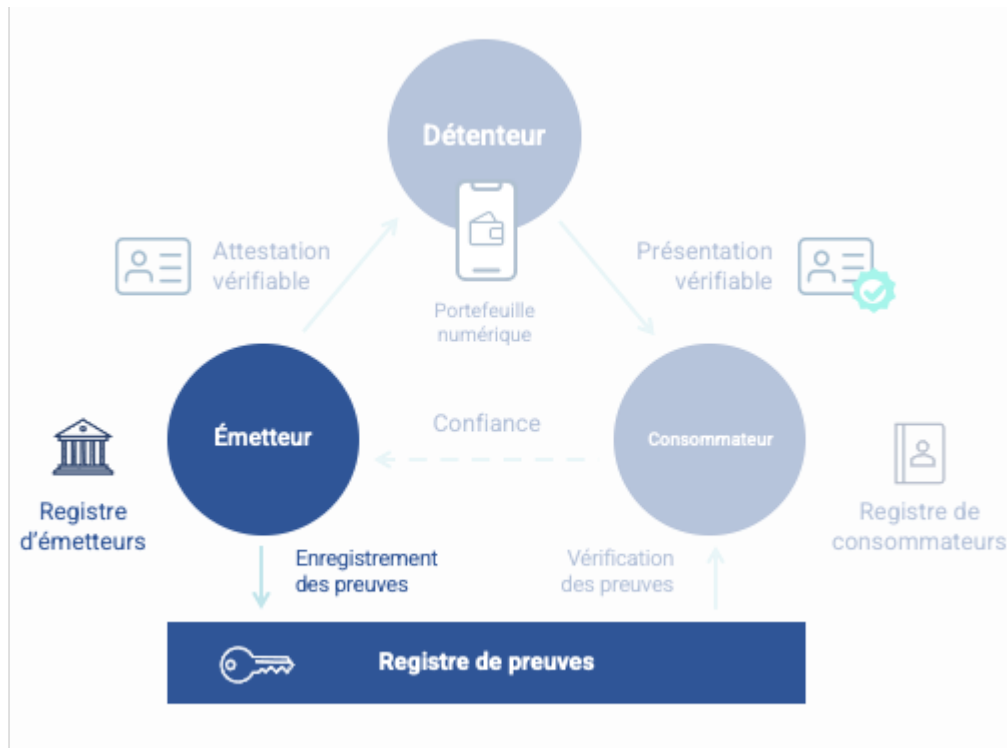 Détenteur
Attestation
vérifiable
Présentation
vérifiable
Portefeuille
numérique
Émetteur
Confiance
Consommateur
Registre
d'émetteurs
Registre de
consommateurs
Enregistrement
des preuves
Vérification
des preuves
Registre de preuves